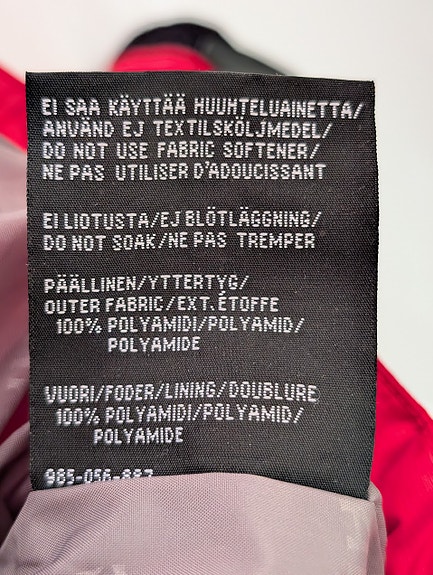 EI SAA KÄYTTÄÄ HUUHTELUAINETTA/
ANVÄND EJ TEXTILSKÖLJMEDEL/
DO NOT USE FABRIC SOFTENER/
NE PAS UTILISER D'ADOUCISSANT
EI LIOTUSTA/EJ BLÖTLÄGGNING/
DO NOT SOAK/NE PAS TREMPER
PÄÄLLINEN/YTTERTYG/
OUTER FABRIC/EXT.ÉTOFFE
100% POLYAMIDI/POLYAMID/
POLYAMIDE
VUORI/FODER/LINING/DOUBLURE
100% POLYAMIDI/POLYAMID/
POLYAMIDE